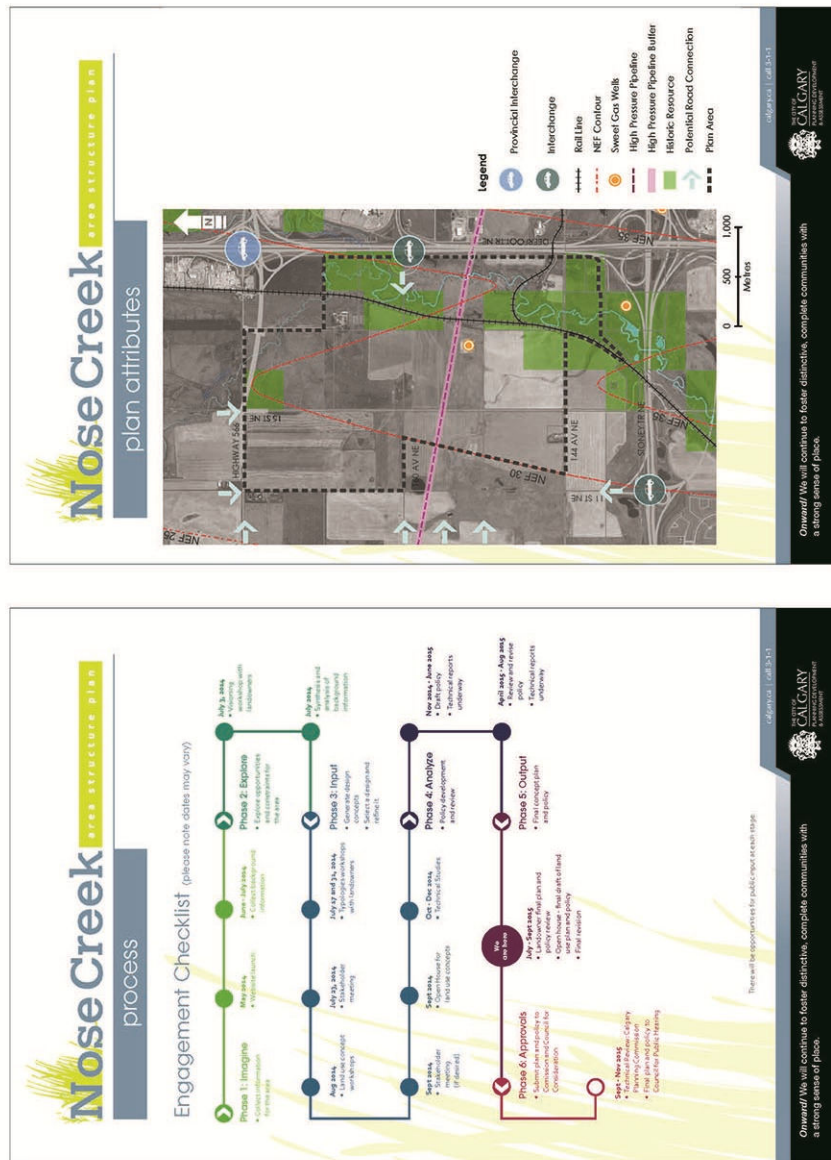 Nose Creek area structure plan
process
Engagement Checklist (please note dates may vary)
Phase 1: Imagine
• Collect information
for the area
May 2014
• Website launch
June - July 2014
• Collect background
information
Phase 2: Explore
• Explore opportunities
and constraints for
the area
July 3, 2014
• Visioning
workshop with
landowners
July 2014
• Synthesis and
analysis of
background
information
Phase 3: Input
• Generate design
concepts
• Select a design and
refine it
July 17 and 31, 2014
• Typologies workshops
with landowners
July 23, 2014
• Stakeholder
meeting
Aug 2014
• Land use concept
workshops
Sept 2014
• Stakeholder
meeting
(if desired)
Sept 2014
• Open House for
land use concepts
Oct - Dec 2014
• Technical Studies
Phase 4: Analyze
• Policy development
and review
Nov 2014 - June 2015
• Draft policy
• Technical reports
underway
April 2015 - Aug 2015
• Review and revise
policy
• Technical reports
underway
Phase 5: Output
• Final concept plan
and policy
We
are here
July - Sept 2015
• Landowner final plan and
policy review
• Open house - final draft of land
use plan and policy
• Final revision
Phase 6: Approvals
• Submit plan and policy to
Commission and Council for
Consideration
Sept - Nov 2015
• Technical Review: Calgary
Planning Commission
• Final plan and policy to
Council for Public Hearing
There will be opportunities for public input at each stage.
calgary.ca | call 3-1-1
Onward/ We will continue to foster distinctive, complete communities with
a strong sense of place.
THE CITY OF
CALGARY
PLANNING, DEVELOPMENT
& ASSESSMENT
Nose Creek area structure plan
plan attributes
N
HIGHWAY 566
15 ST NE
DEERFOOT TR NE
NEF 25
NEF 30
144 AV NE
11 ST NE
STONEY TR NE
NEF 35
NEF 35
0 500 1,000
Metres
Legend
Provincial Interchange
Interchange
Rail Line
NEF Contour
Sweet Gas Wells
High Pressure Pipeline
High Pressure Pipeline Buffer
Historic Resource
Potential Road Connection
Plan Area
calgary.ca | call 3-1-1
Onward/ We will continue to foster distinctive, complete communities with
a strong sense of place.
THE CITY OF
CALGARY
PLANNING, DEVELOPMENT
& ASSESSMENT